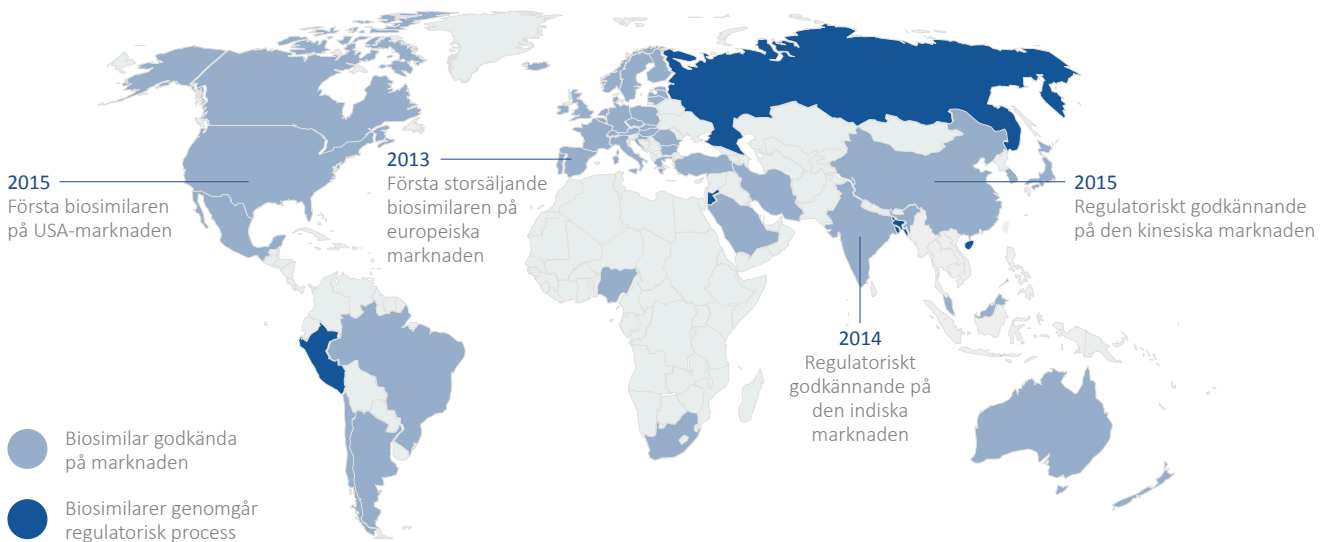 2015
Första biosimilaren
på USA-marknaden
2013
Första storsäljande
biosimilaren på
europeiska
marknaden
2015
Regulatoriskt godkännande
på den kinesiska marknaden
2014
Regulatoriskt
godkännande på
den indiska
marknaden
Biosimilar godkända
på marknaden
Biosimilarer genomgår
regulatorisk process